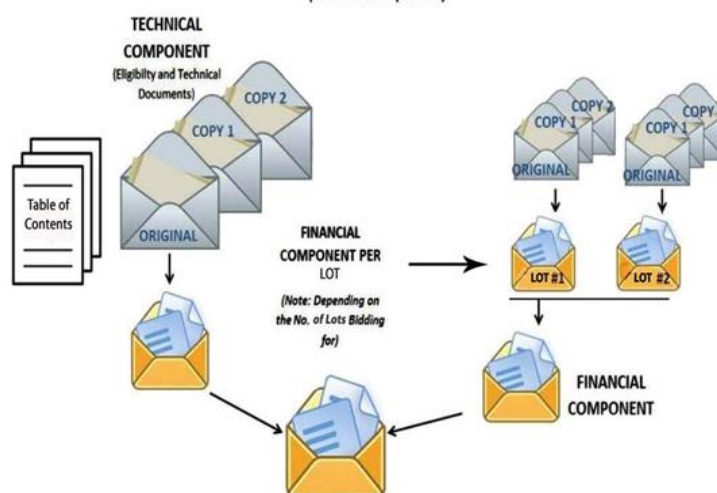 TECHNICAL
COMPONENT
(Eligibilty and Technical
Documents)
COPY 2
COPY 1
ORIGINAL
Table of
Contents
FINANCIAL
COMPONENT PER
LOT
(Note: Depending on
the No. of Lots Bidding
for)
COPY 2
COPY 1
ORIGINAL
COPY
COPY 1
ORIGINAL
LOT #1
LOT #2
FINANCIAL
COMPONENT